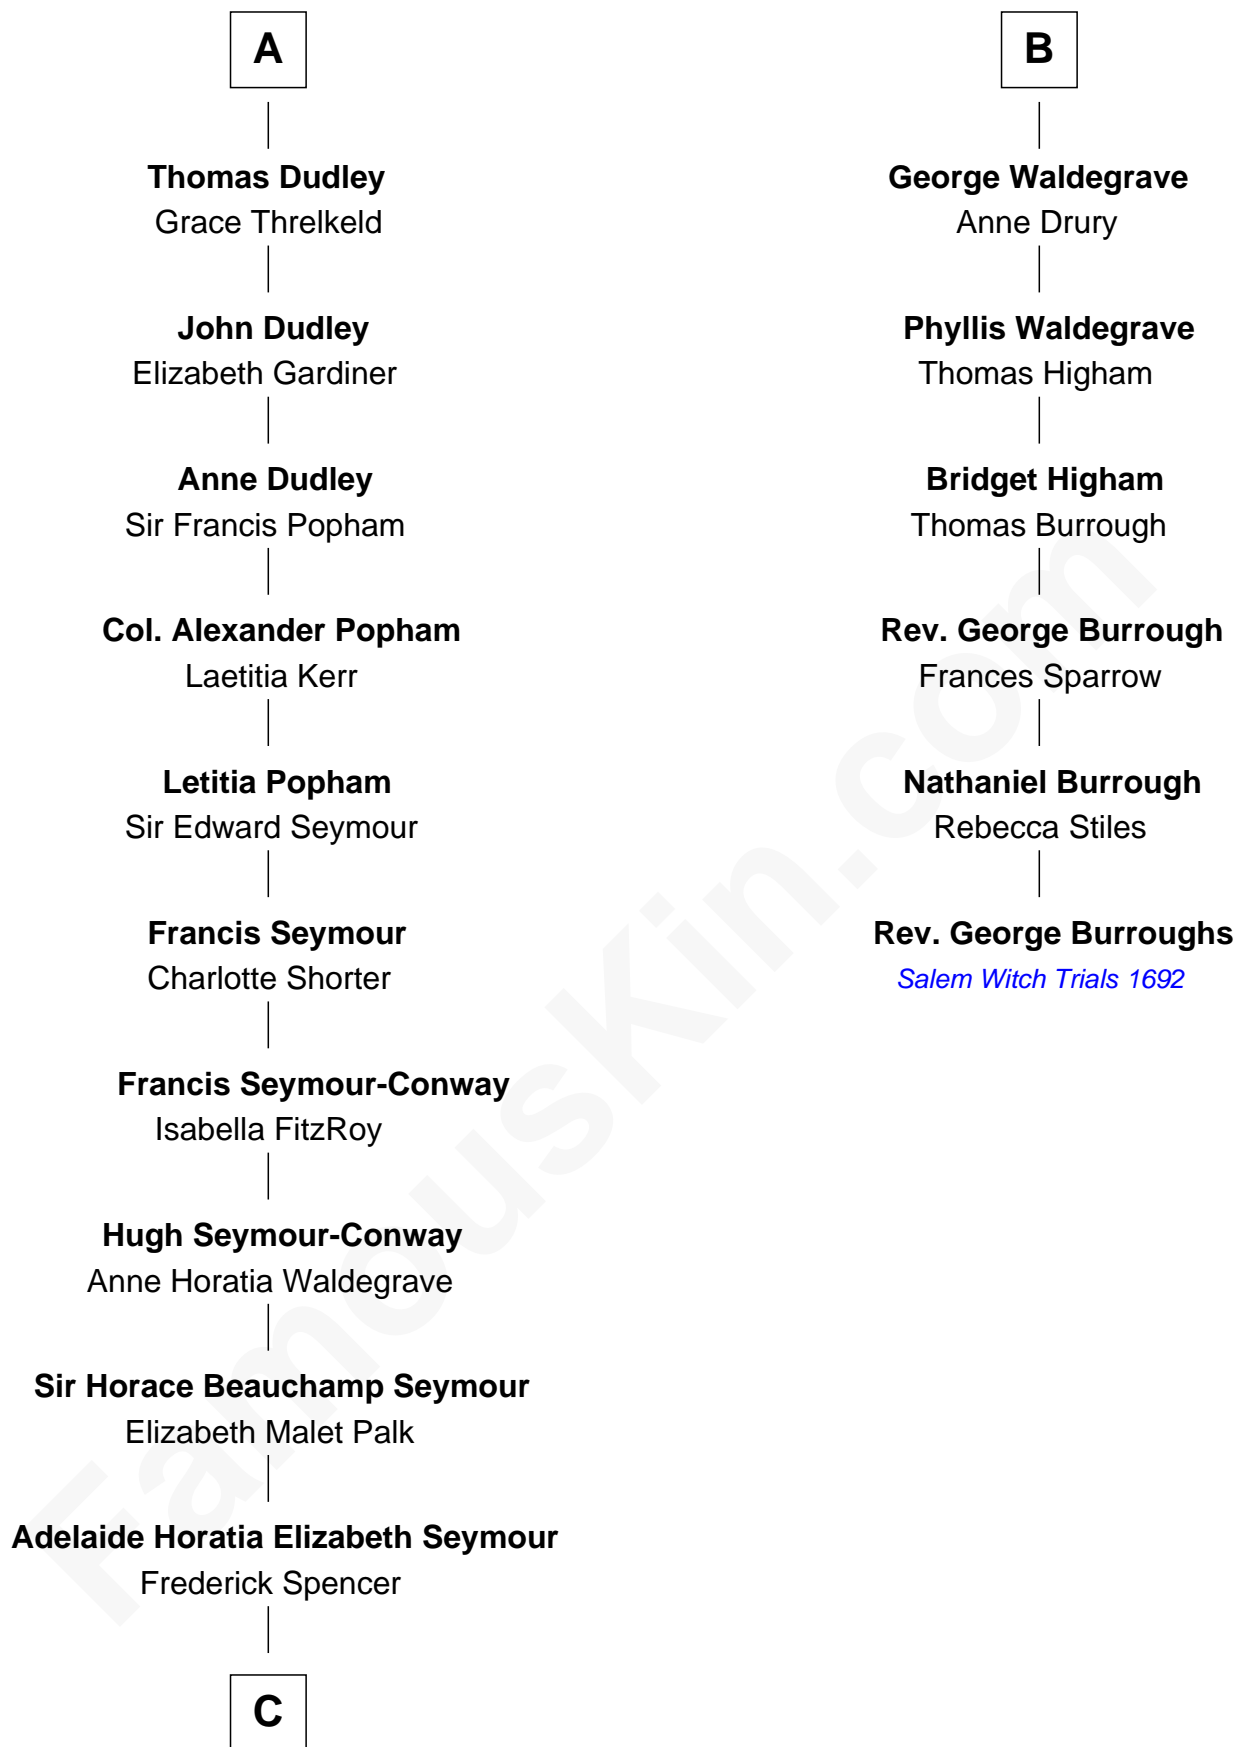 A
Thomas Dudley
Grace Threlkeld
John Dudley
Elizabeth Gardiner
Anne Dudley
Sir Francis Popham
Col. Alexander Popham
Laetitia Kerr
Letitia Popham
Sir Edward Seymour
Francis Seymour
Charlotte Shorter
Francis Seymour-Conway
Isabella FitzRoy
Hugh Seymour-Conway
Anne Horatia Waldegrave
Sir Horace Beauchamp Seymour
Elizabeth Malet Palk
Adelaide Horatia Elizabeth Seymour
Frederick Spencer
C
B
George Waldegrave
Anne Drury
Phyllis Waldegrave
Thomas Higham
Bridget Higham
Thomas Burrough
Rev. George Burrough
Frances Sparrow
Nathaniel Burrough
Rebecca Stiles
Rev. George Burroughs
Salem Witch Trials 1692
FamousKin.com